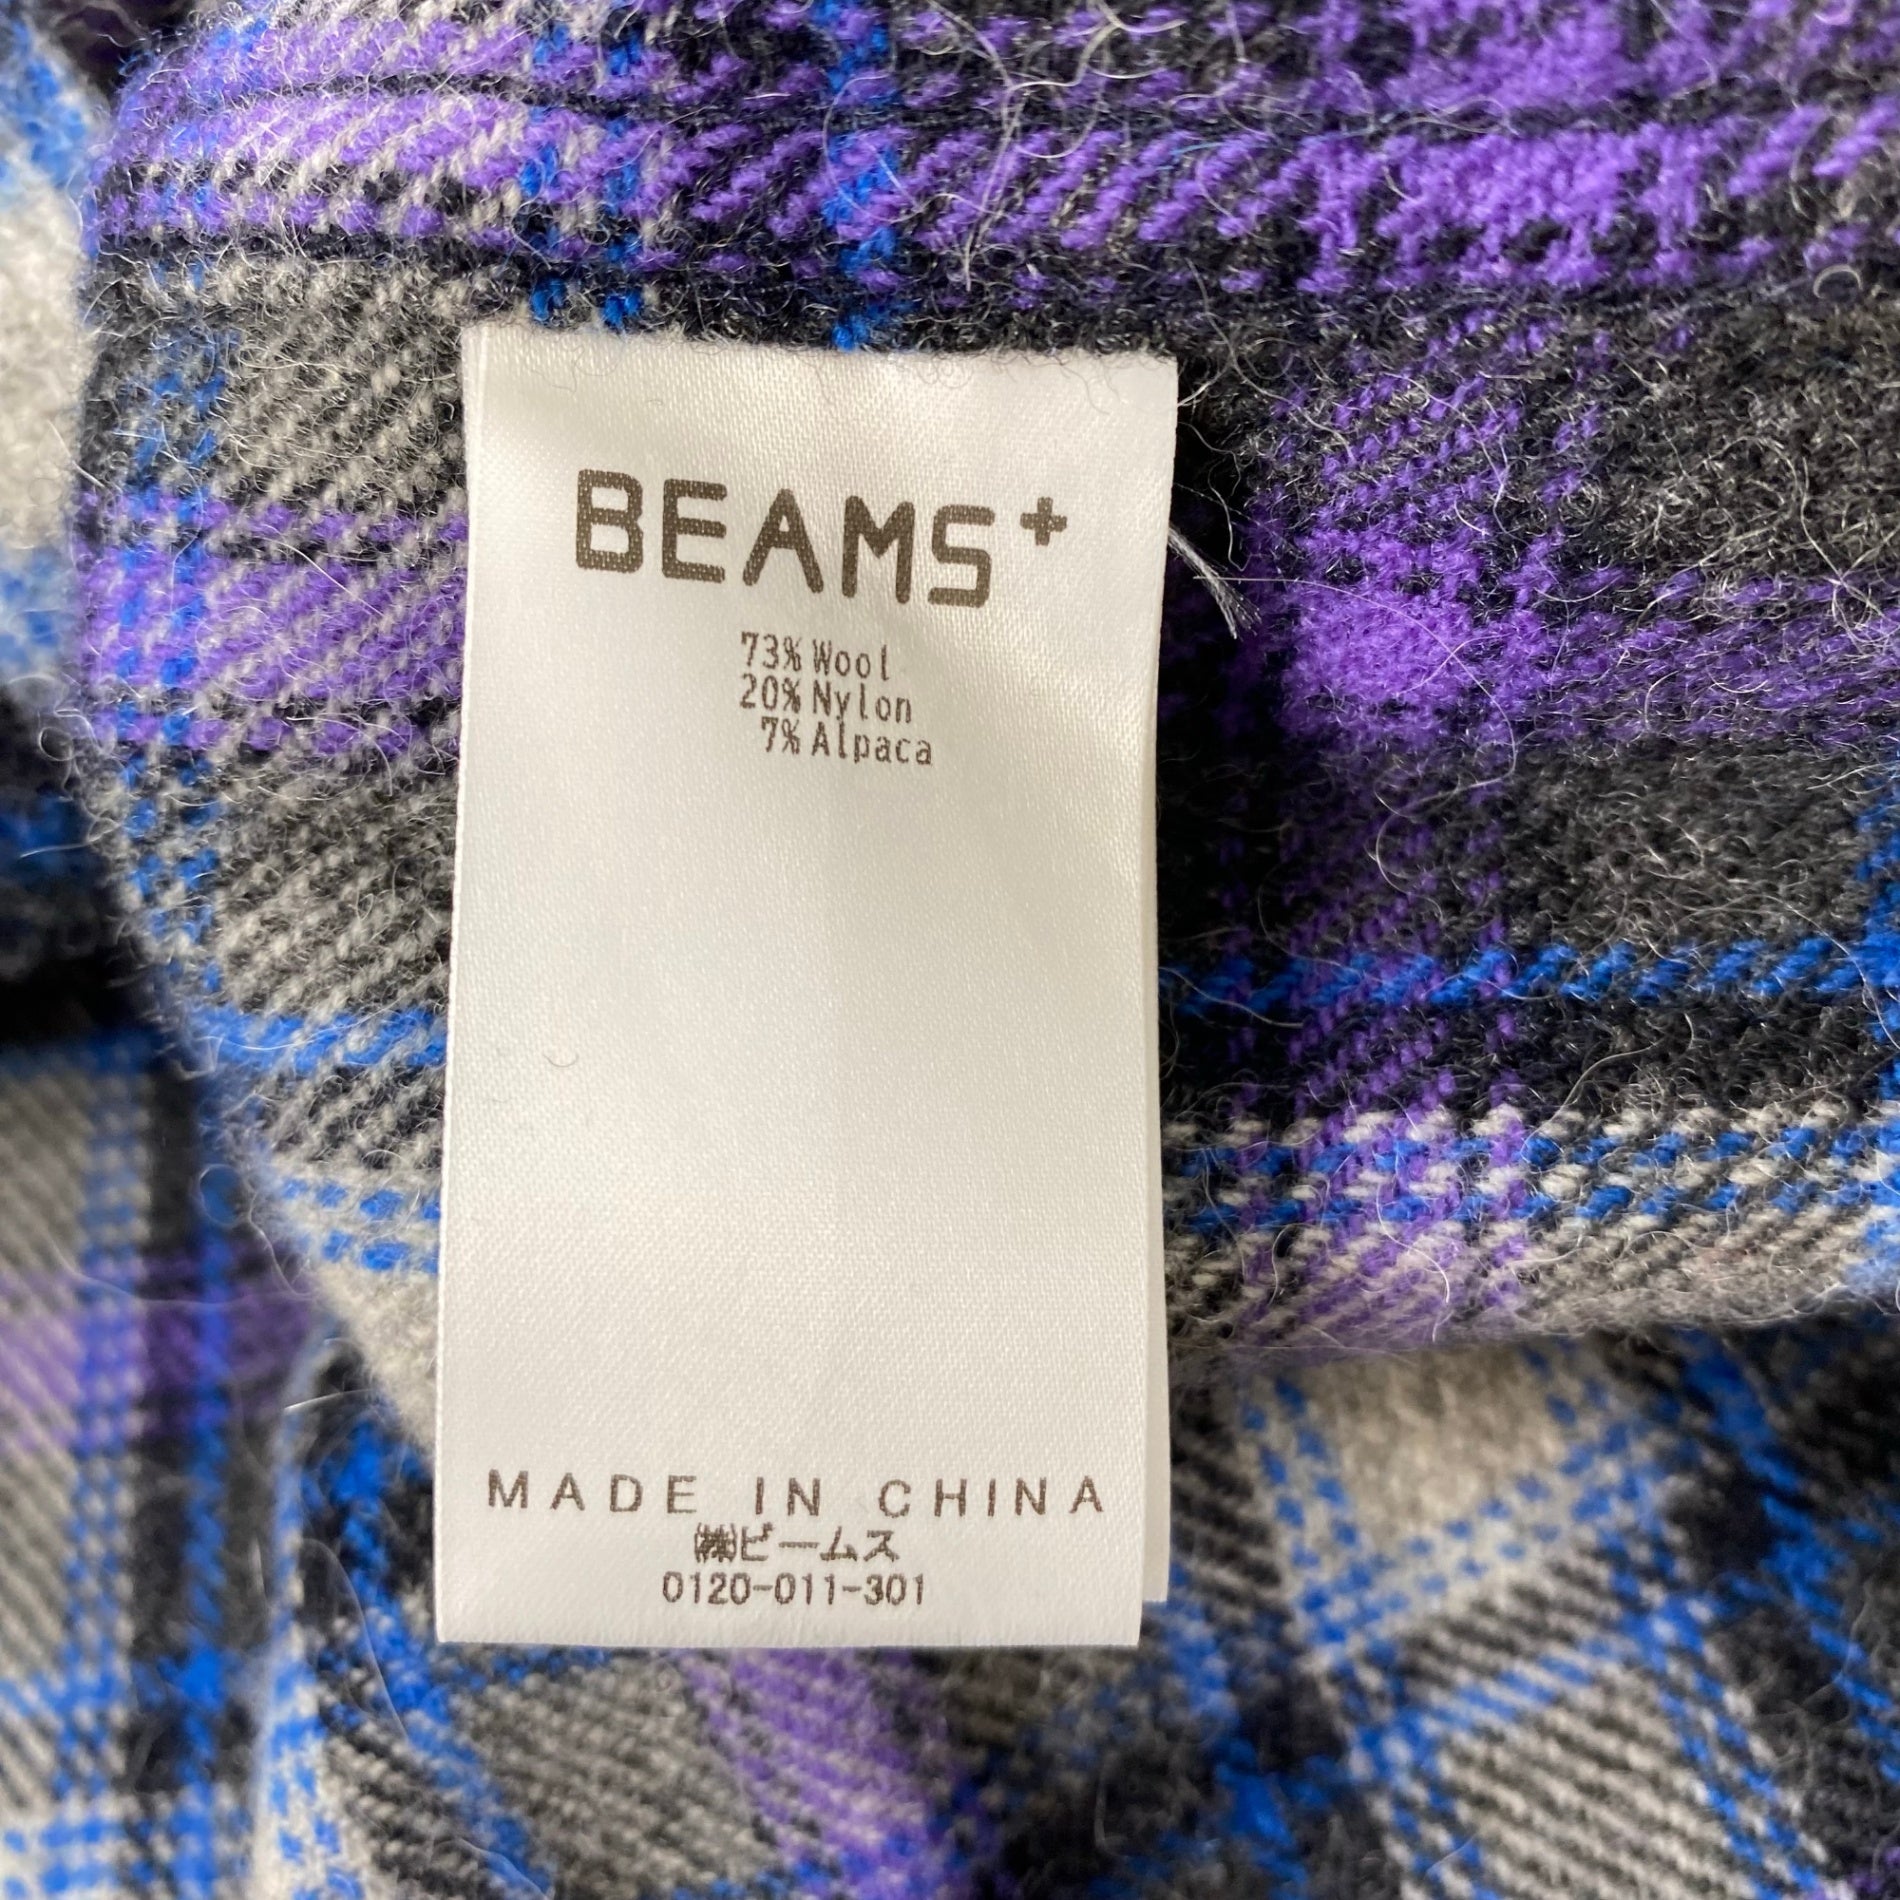 BEAMS+
73% Wool
20% Nylon
7% Alpaca
MADE IN CHINA
㈱ビームス
0120-011-301